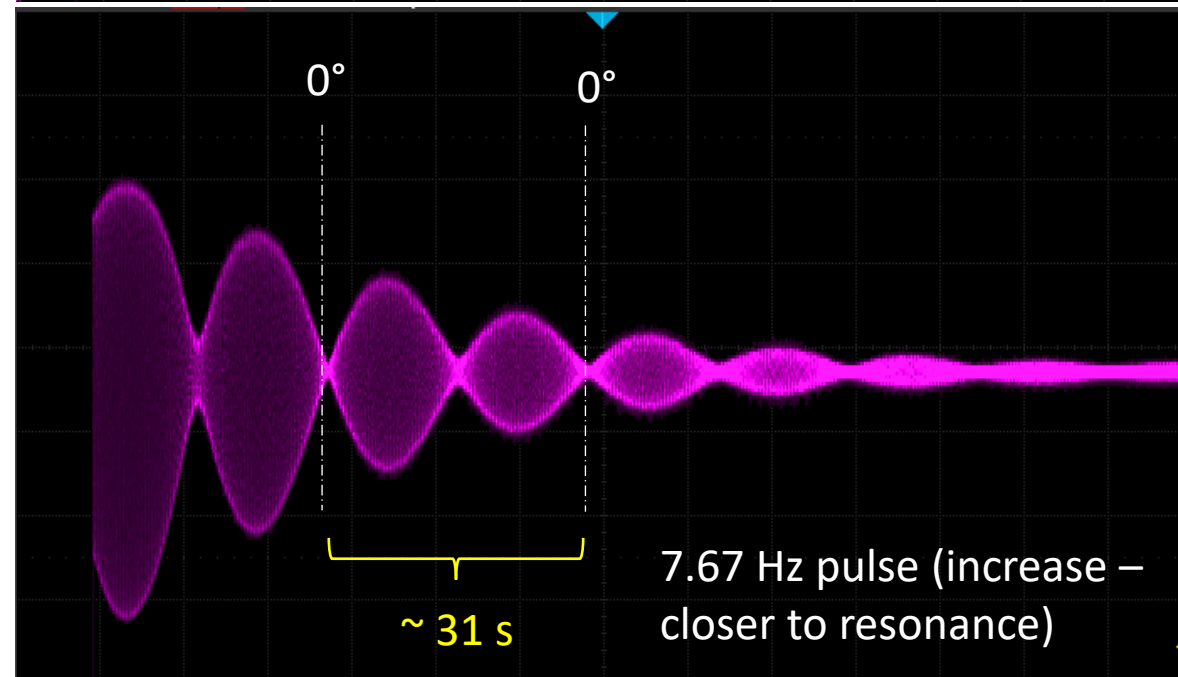 0° 0°
~ 31 s
7.67 Hz pulse (increase –
closer to resonance)